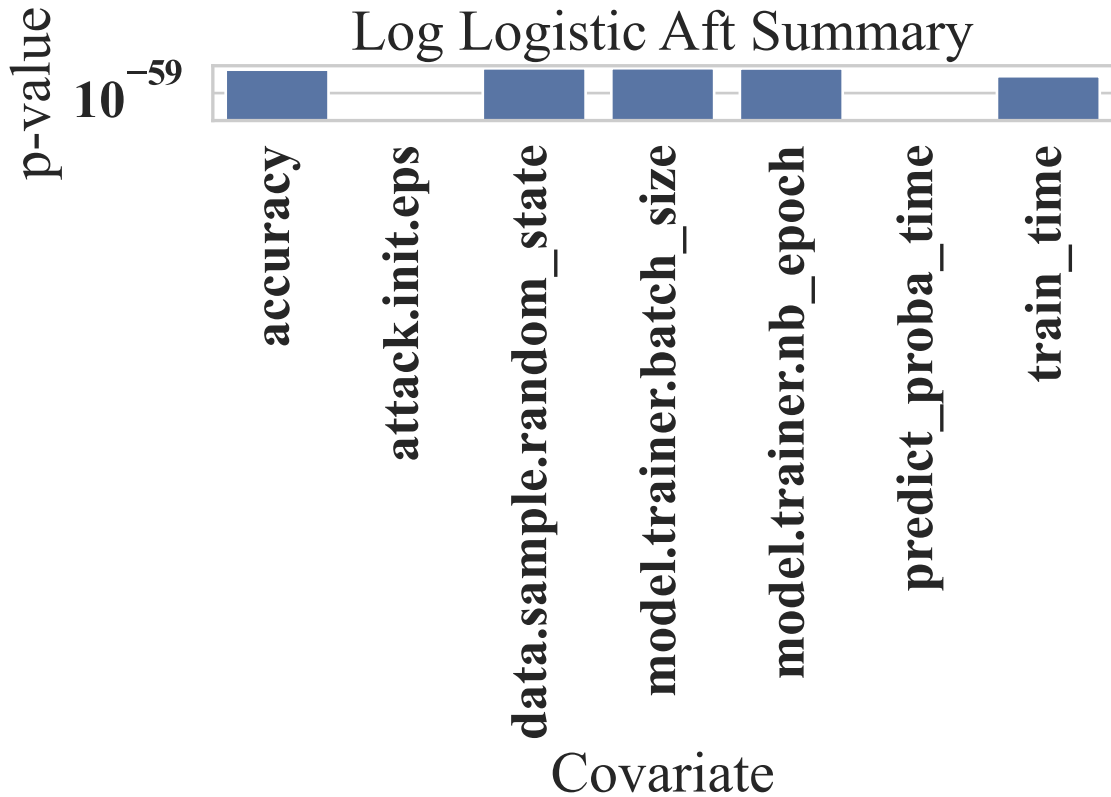 Log Logistic Aft Summary
p-value
10−59
accuracy
attack.init.eps
data.sample.random_state
model.trainer.batch_size
model.trainer.nb_epoch
predict_proba_time
train_time
Covariate